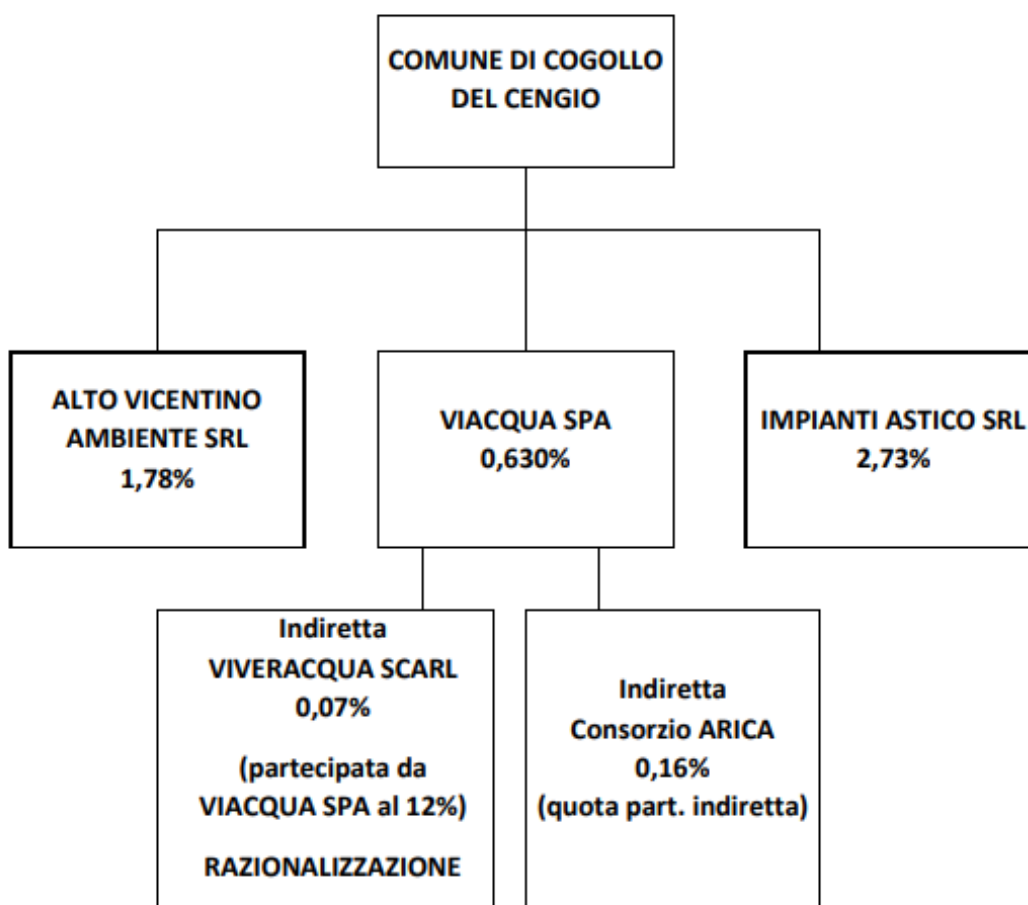 COMUNE DI COGOLLO
DEL CENGIO
ALTO VICENTINO
AMBIENTE SRL
1,78%
VIACQUA SPA
0,630%
IMPIANTI ASTICO SRL
2,73%
Indiretta
VIVERACQUA SCARL
0,07%
(partecipata da
VIACQUA SPA al 12%)
RAZIONALIZZAZIONE
Indiretta
Consorzio ARICA
0,16%
(quota part. indiretta)